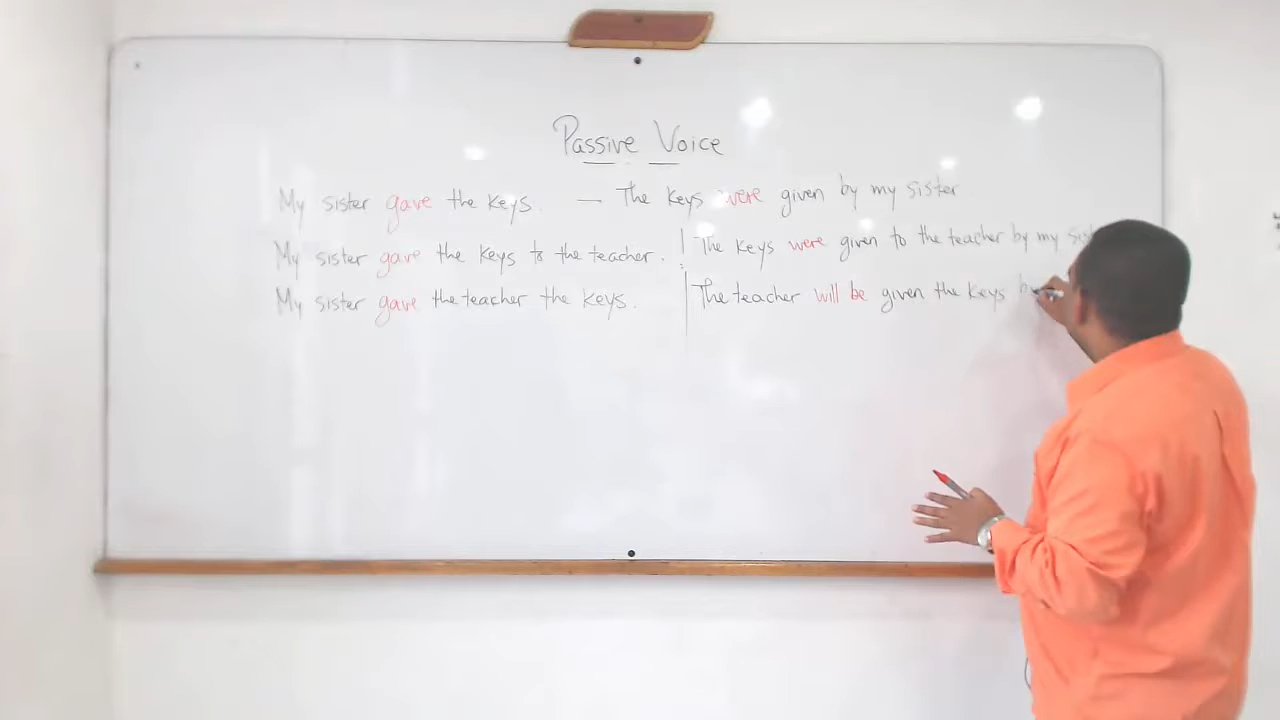 Passive Voice
My sister gave the keys. — The keys were given by my sister
My sister gave the keys to the teacher. The keys were given to the teacher by my
My sister gave the teacher the keys. The teacher will be given the keys